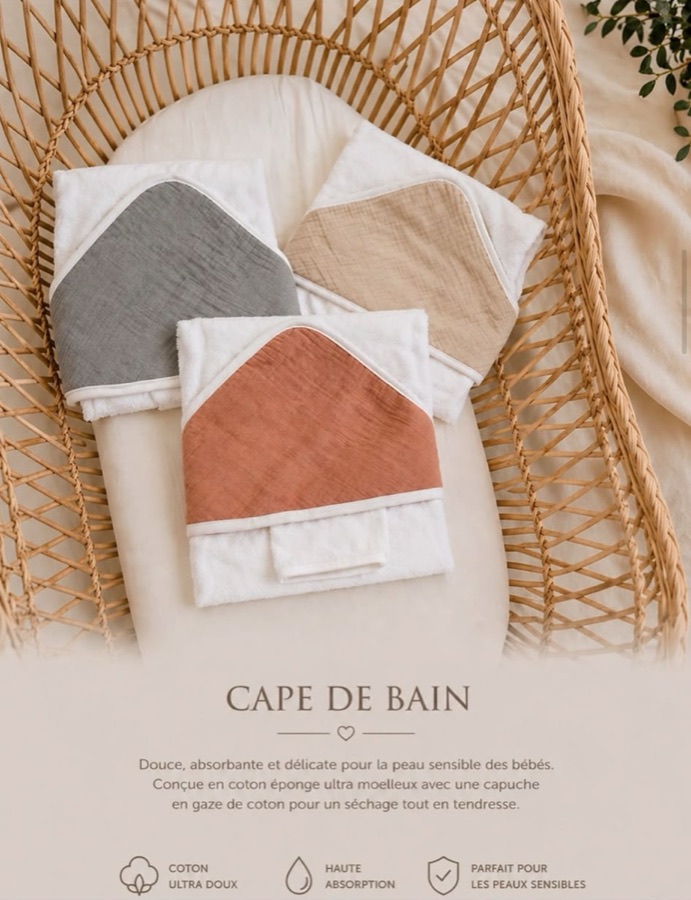 CAPE DE BAIN
Douce, absorbante et délicate pour la peau sensible des bébés.
Conçue en coton éponge ultra moelleux avec une capuche
en gaze de coton pour un séchage tout en tendresse.
COTON
ULTRA DOUX
HAUTE
ABSORPTION
PARFAIT POUR
LES PEAUX SENSIBLES